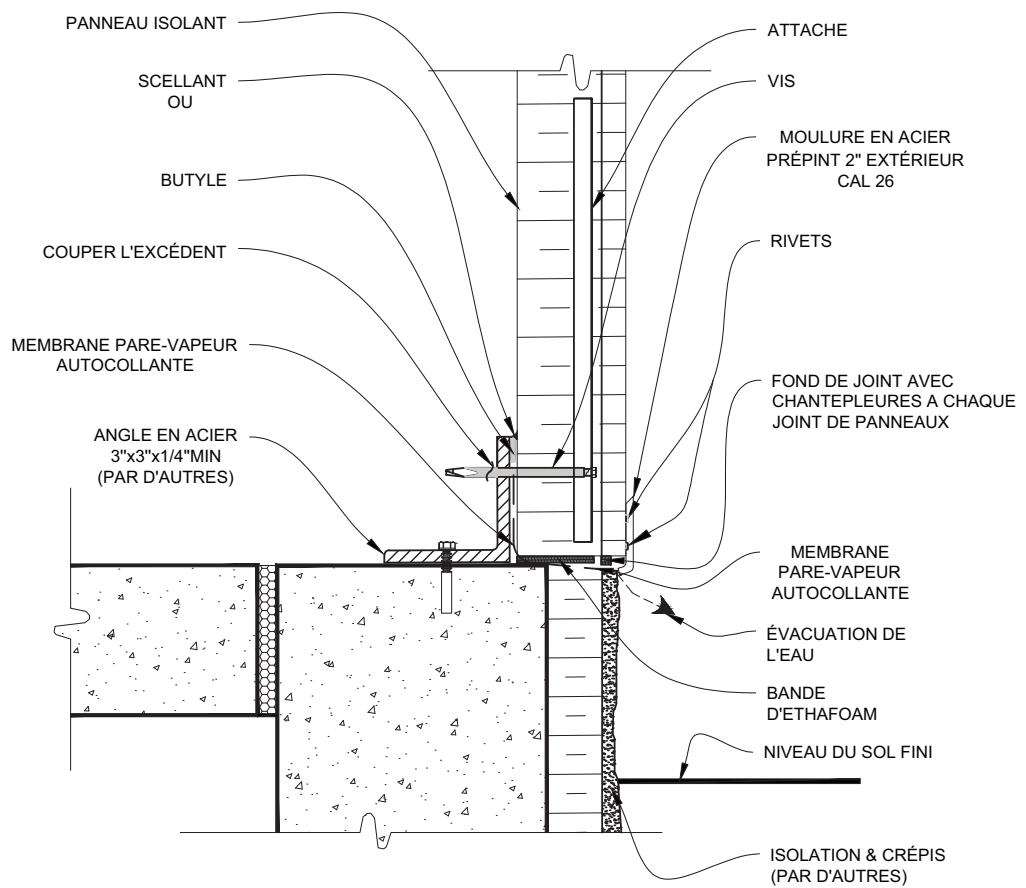 PANNEAU ISOLANT
SCELLANT
OU
BUTYLE
COUPER L'EXCÉDENT
MEMBRANE PARE-VAPEUR
AUTOCOLLANTE
ANGLE EN ACIER
3"x3"x1/4"MIN
(PAR D'AUTRES)
ATTACHE
VIS
MOULURE EN ACIER
PRÉPINT 2" EXTÉRIEUR
CAL 26
RIVETS
FOND DE JOINT AVEC
CHANTEPLEURES A CHAQUE
JOINT DE PANNEAUX
MEMBRANE
PARE-VAPEUR
AUTOCOLLANTE
ÉVACUATION DE
L'EAU
BANDE
D'ETHAFOAM
NIVEAU DU SOL FINI
ISOLATION & CRÉPIS
(PAR D'AUTRES)